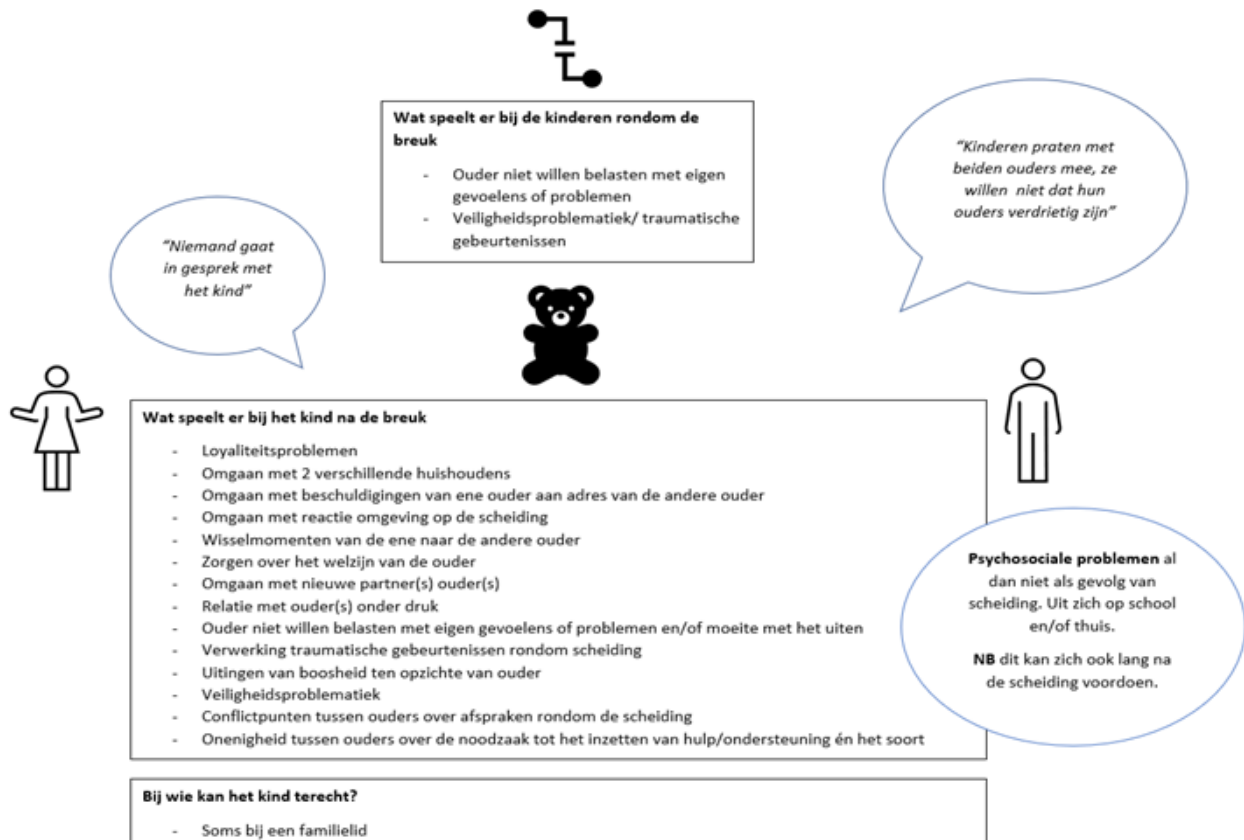 Wat speelt er bij de kinderen rondom de
breuk
- Ouder niet willen belasten met eigen
gevoelens of problemen
- Veiligheidsproblematiek/ traumatische
gebeurtenissen
"Kinderen praten met
beiden ouders mee, ze
willen niet dat hun
ouders verdrietig zijn"
"Niemand gaat
in gesprek met
het kind"
Wat speelt er bij het kind na de breuk
- Loyaliteitsproblemen
- Omgaan met 2 verschillende huishoudens
- Omgaan met beschuldigingen van ene ouder aan adres van de andere ouder
- Omgaan met reactie omgeving op de scheiding
- Wisselmomenten van de ene naar de andere ouder
- Zorgen over het welzijn van de ouder
- Omgaan met nieuwe partner(s) ouder(s)
- Relatie met ouder(s) onder druk
- Ouder niet willen belasten met eigen gevoelens of problemen en/of moeite met het uiten
- Verwerking traumatische gebeurtenissen rondom scheiding
- Uitingen van boosheid ten opzichte van ouder
- Veiligheidsproblematiek
- Conflictpunten tussen ouders over afspraken rondom de scheiding
- Onenigheid tussen ouders over de noodzaak tot het inzetten van hulp/ondersteuning én het soort
Psychosociale problemen al
dan niet als gevolg van
scheiding. Uit zich op school
en/of thuis.
NB dit kan zich ook lang na
de scheiding voordoen.
Bij wie kan het kind terecht?
- Soms bij een familielid